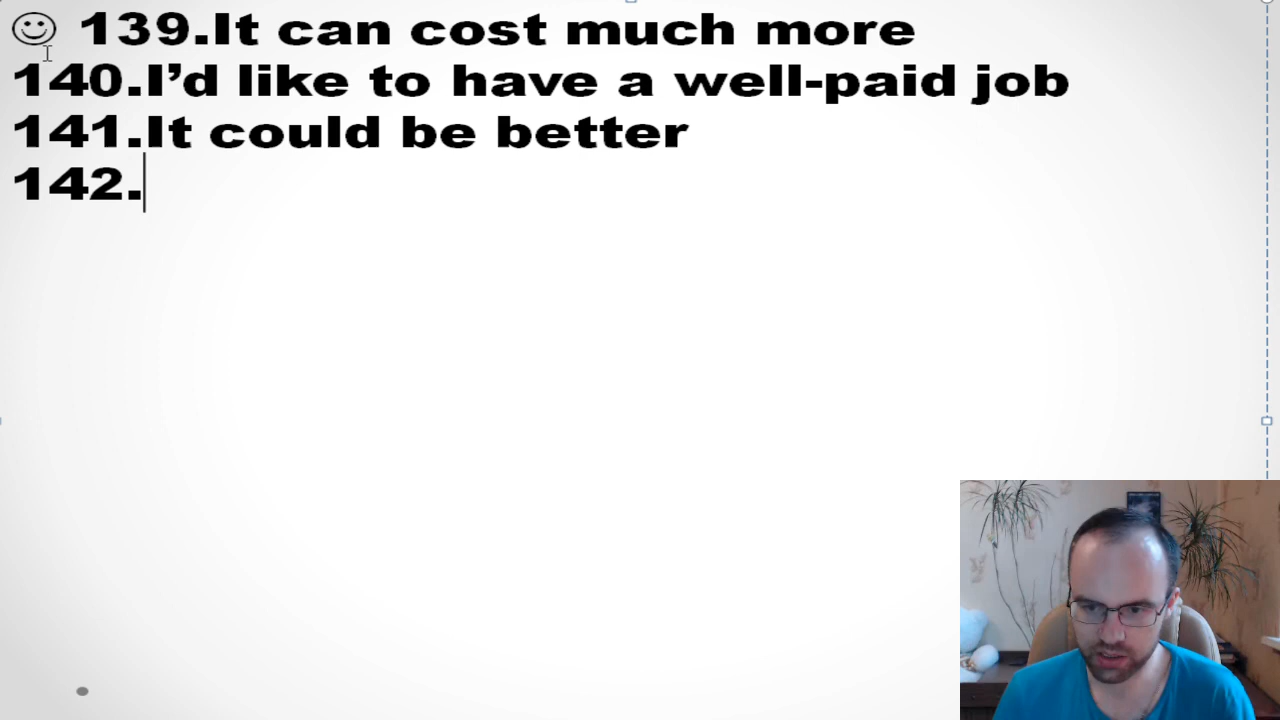 ☺ 139.It can cost much more
140.I’d like to have a well-paid job
141.It could be better
142.